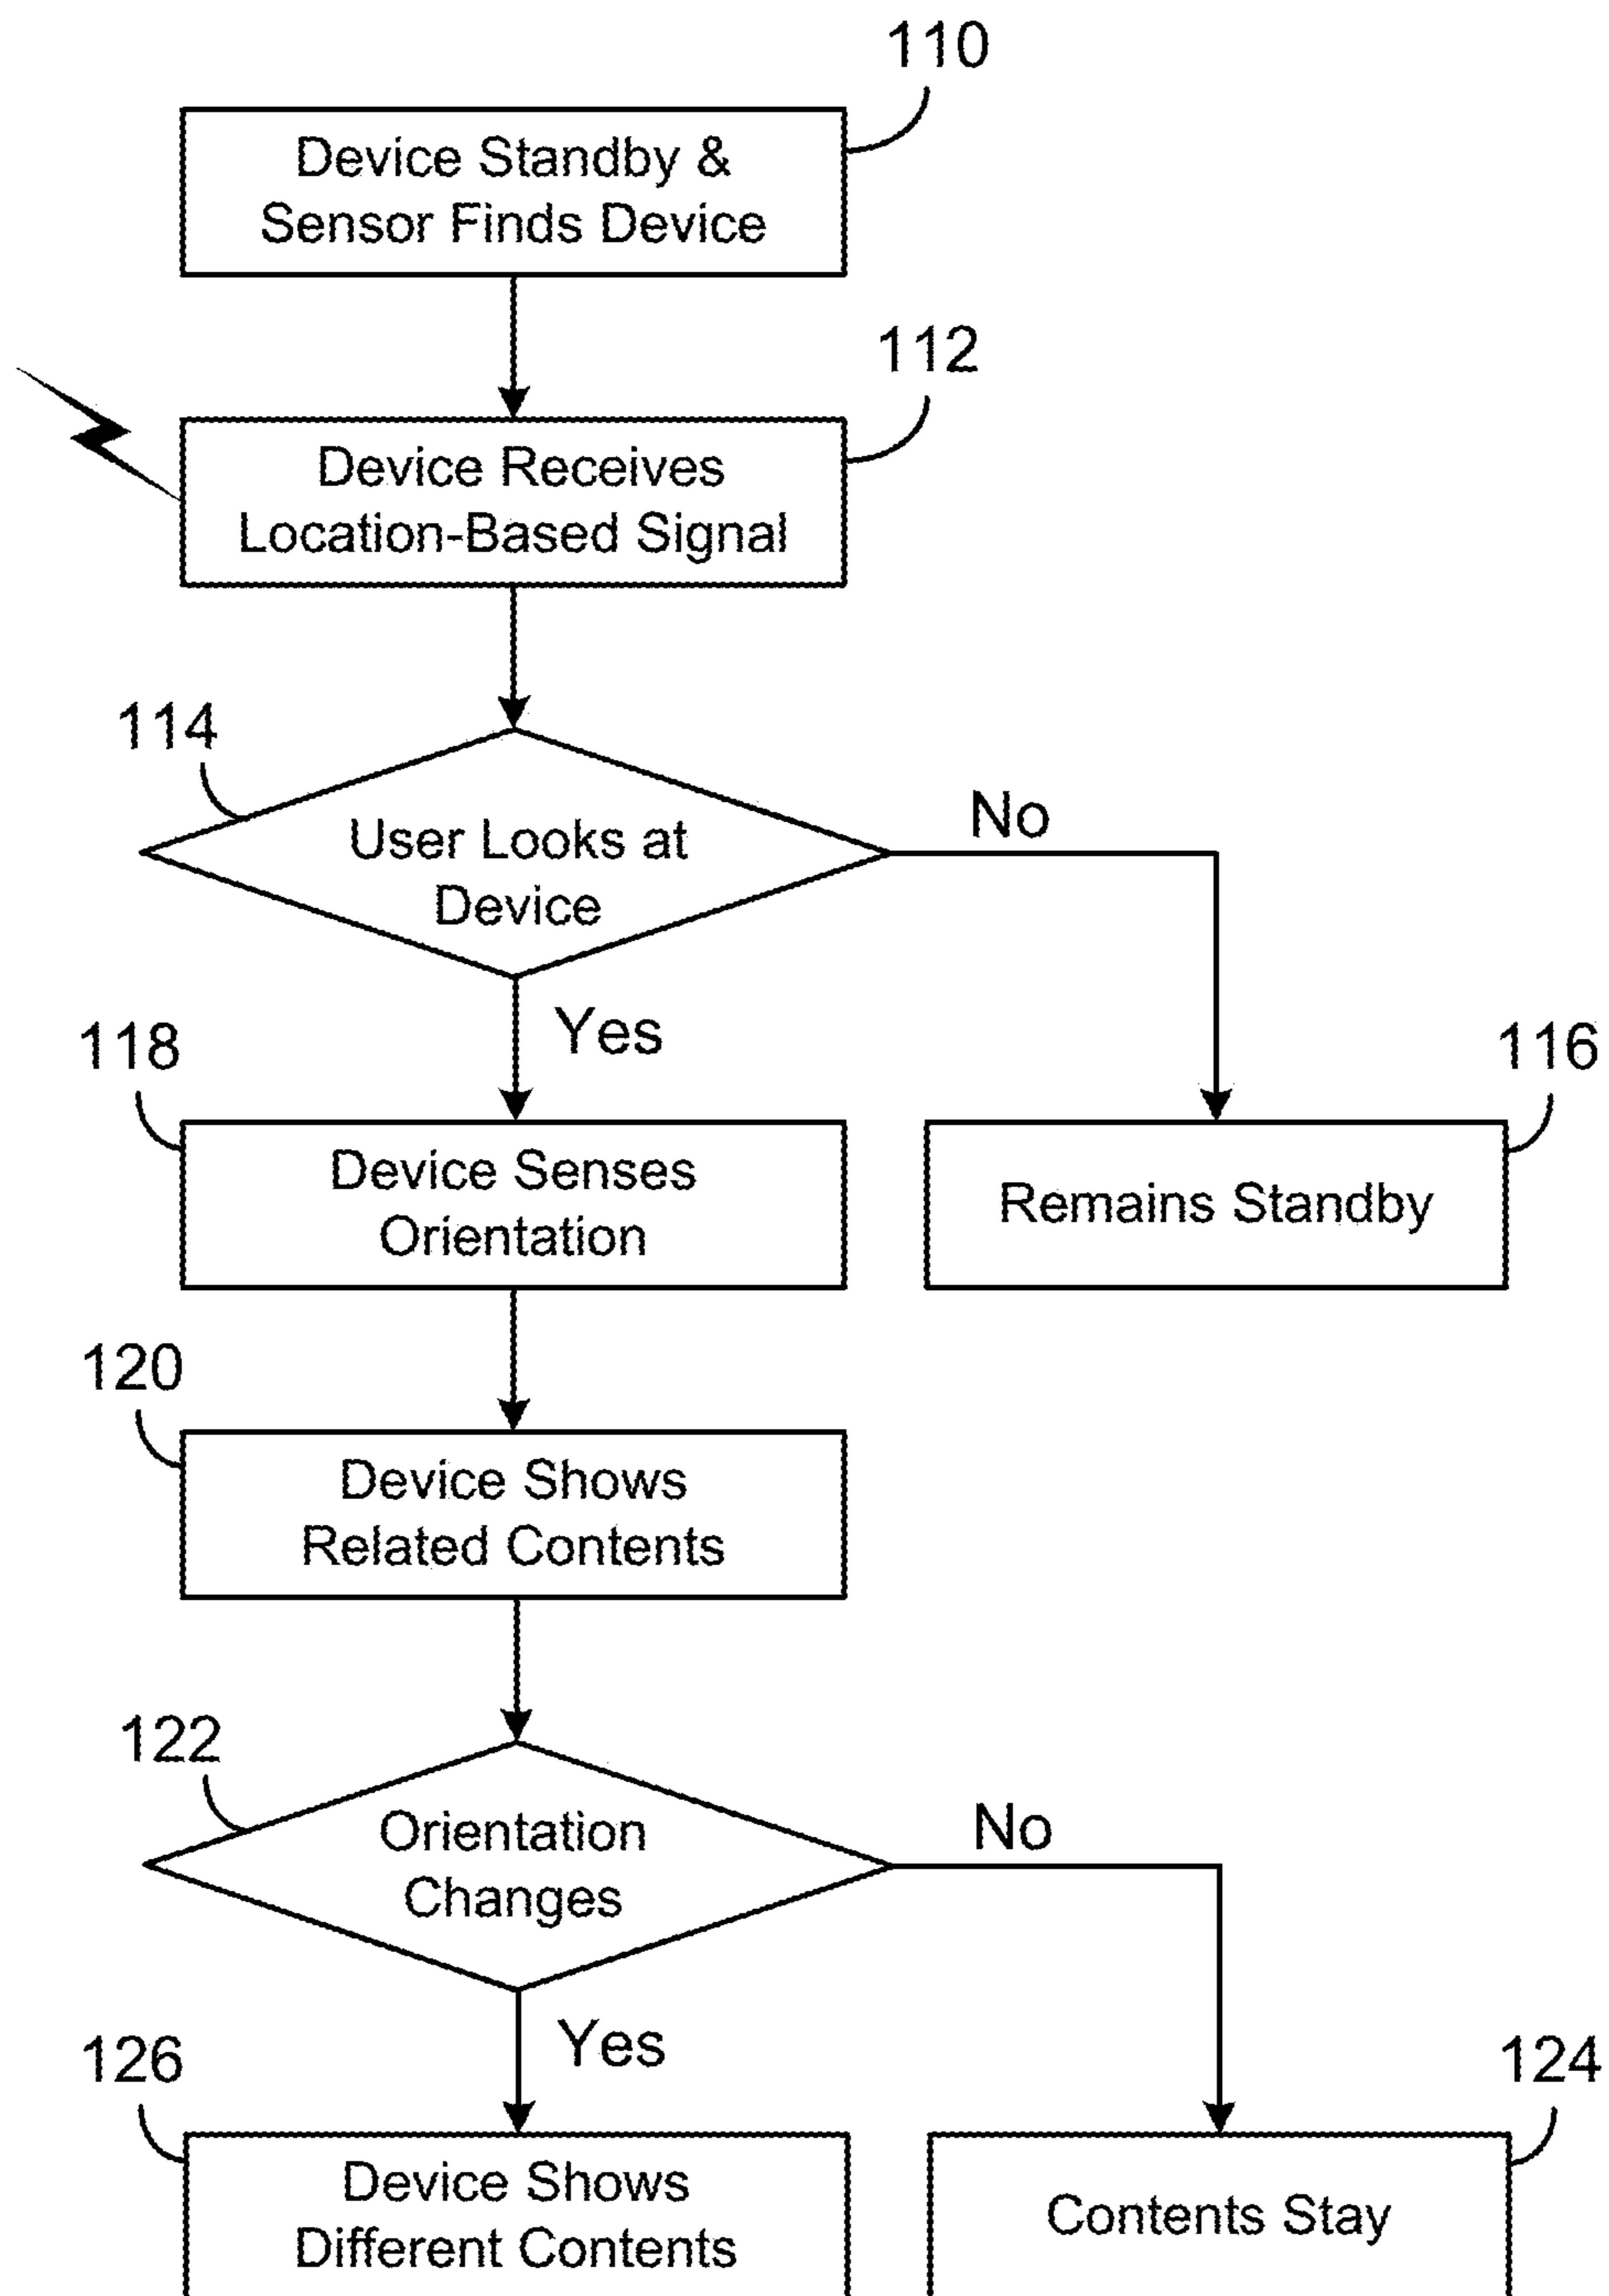 110
Device Standby &
Sensor Finds Device
112
Device Receives
Location-Based Signal
114
User Looks at
Device
No
Yes
118
Device Senses
Orientation
116
Remains Standby
120
Device Shows
Related Contents
122
Orientation
Changes
No
Yes
126
Device Shows
Different Contents
124
Contents Stay